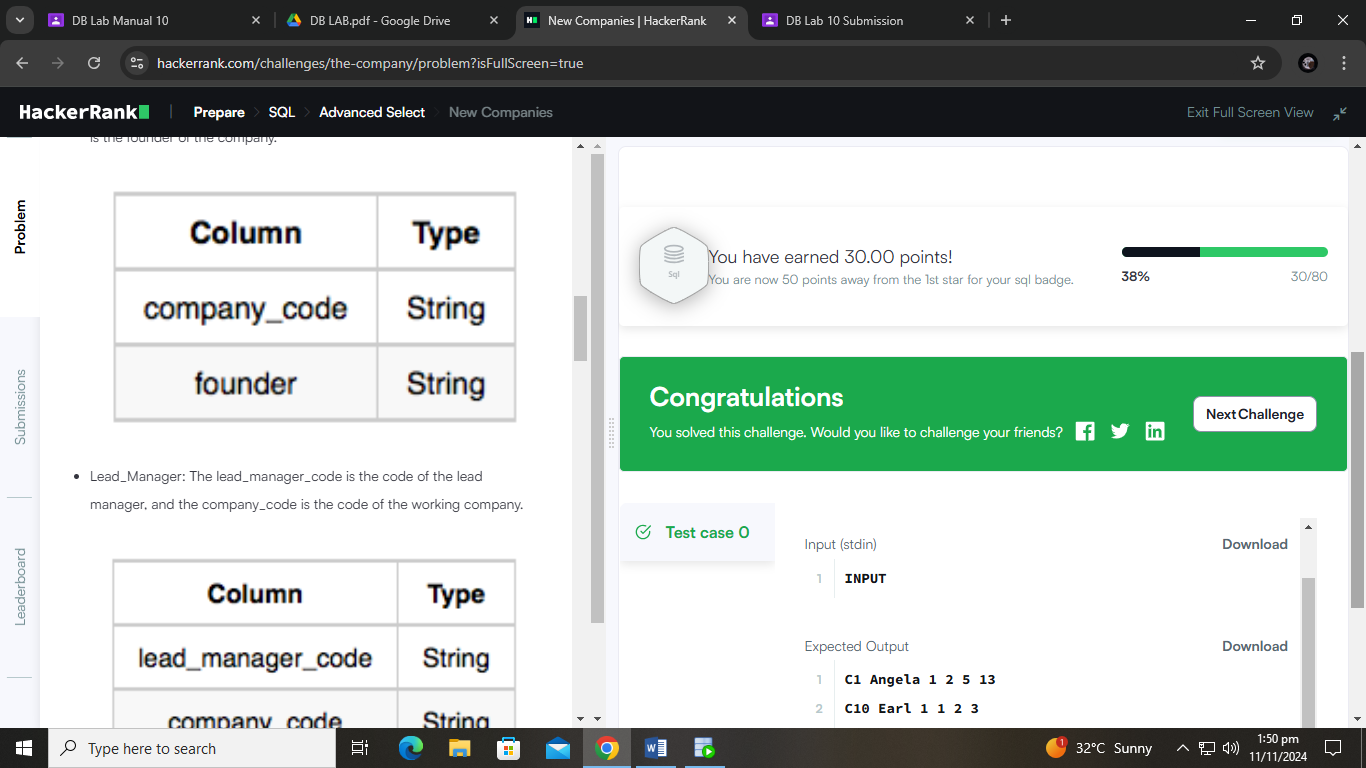 DB Lab Manual 10
DB LAB.pdf - Google Drive
New Companies | HackerRank
DB Lab 10 Submission
hackerrank.com/challenges/the-company/problem?isFullScreen=true
HackerRank
Prepare
SQL
Advanced Select
New Companies
Exit Full Screen View
Problem
Submissions
Leaderboard
is the founder of the company.
Column Type
company_code String
founder String
Lead_Manager: The lead_manager_code is the code of the lead
manager, and the company_code is the code of the working company.
Column Type
lead_manager_code String
company_code String
Sql
You have earned 30.00 points!
You are now 50 points away from the 1st star for your sql badge.
38%
30/80
Congratulations
You solved this challenge. Would you like to challenge your friends?
Next Challenge
Test case 0
Input (stdin)
Download
1 INPUT
Expected Output
Download
1 C1 Angela 1 2 5 13
2 C10 Earl 1 1 2 3
Type here to search
1
32°C Sunny
1:50 pm
11/11/2024